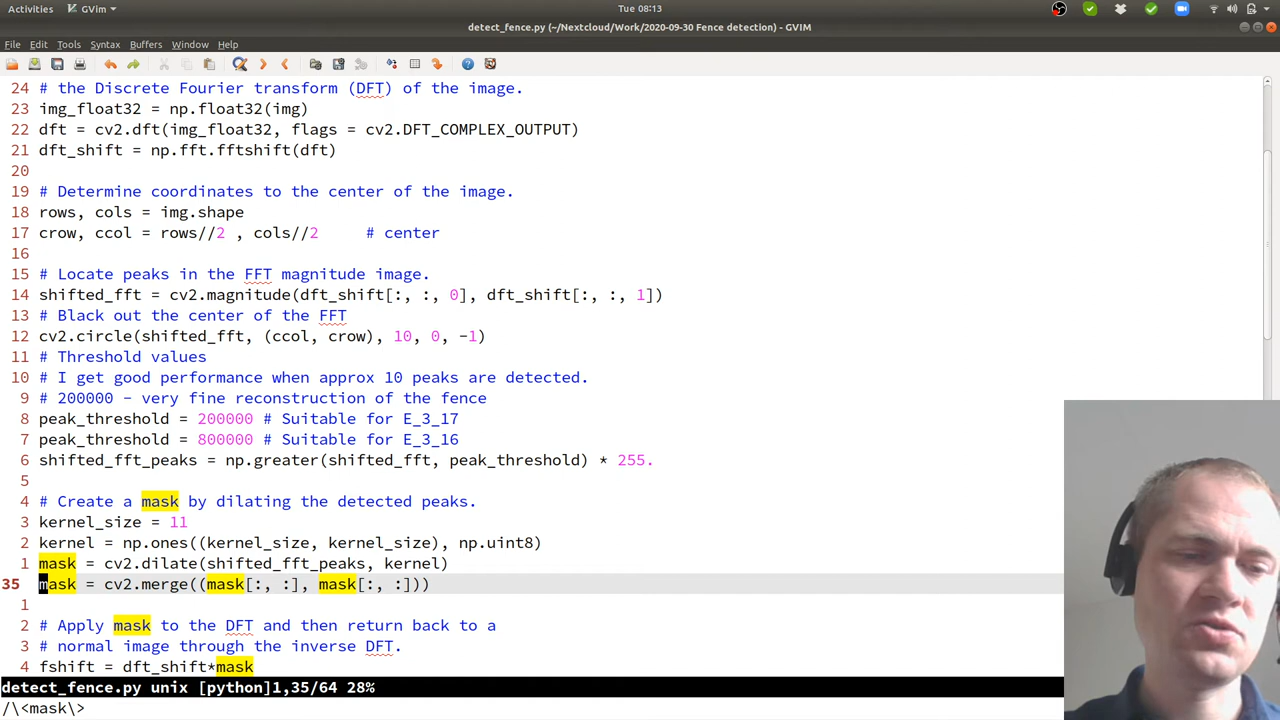 Activities GVim Tue 08:13
detect_fence.py (~/Nextcloud/Work/2020-09-30 Fence detection) - GVIM
File Edit Tools Syntax Buffers Window Help
24 # the Discrete Fourier transform (DFT) of the image.
23 img_float32 = np.float32(img)
22 dft = cv2.dft(img_float32, flags = cv2.DFT_COMPLEX_OUTPUT)
21 dft_shift = np.fft.fftshift(dft)
20
19 # Determine coordinates to the center of the image.
18 rows, cols = img.shape
17 crow, ccol = rows//2 , cols//2     # center
16
15 # Locate peaks in the FFT magnitude image.
14 shifted_fft = cv2.magnitude(dft_shift[:, :, 0], dft_shift[:, :, 1])
13 # Black out the center of the FFT
12 cv2.circle(shifted_fft, (ccol, crow), 10, 0, -1)
11 # Threshold values
10 # I get good performance when approx 10 peaks are detected.
9 # 200000 - very fine reconstruction of the fence
8 peak_threshold = 200000 # Suitable for E_3_17
7 peak_threshold = 800000 # Suitable for E_3_16
6 shifted_fft_peaks = np.greater(shifted_fft, peak_threshold) * 255.
5
4 # Create a mask by dilating the detected peaks.
3 kernel_size = 11
2 kernel = np.ones((kernel_size, kernel_size), np.uint8)
1 mask = cv2.dilate(shifted_fft_peaks, kernel)
35 mask = cv2.merge((mask[:, :], mask[:, :]))
1
2 # Apply mask to the DFT and then return back to a
3 # normal image through the inverse DFT.
4 fshift = dft_shift*mask
detect_fence.py unix [python]1,35/64 28%
/\<mask\>